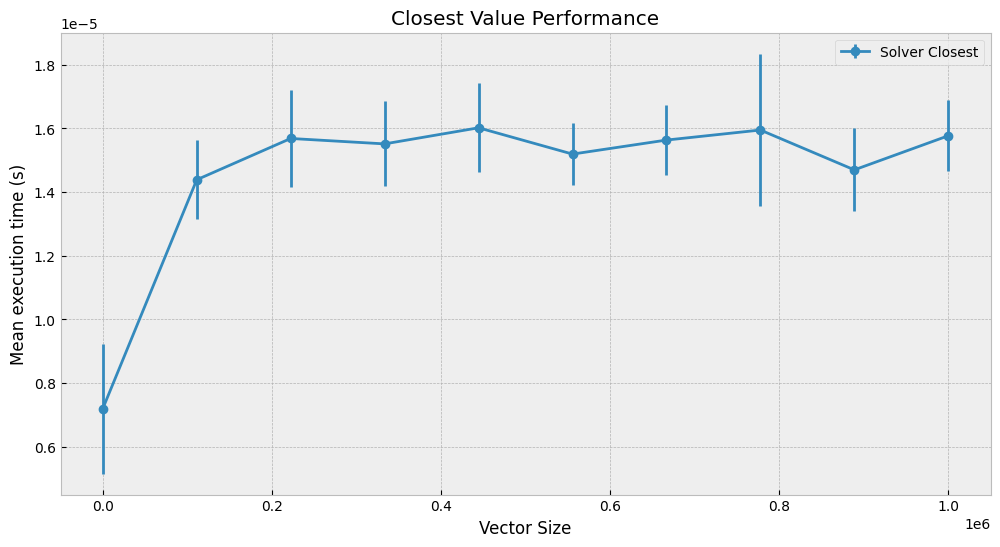 Closest Value Performance
1e−5
Solver Closest
1.8
1.6
1.4
1.2
1.0
0.8
0.6
Mean execution time (s)
0.0 0.2 0.4 0.6 0.8 1.0
1e6
Vector Size